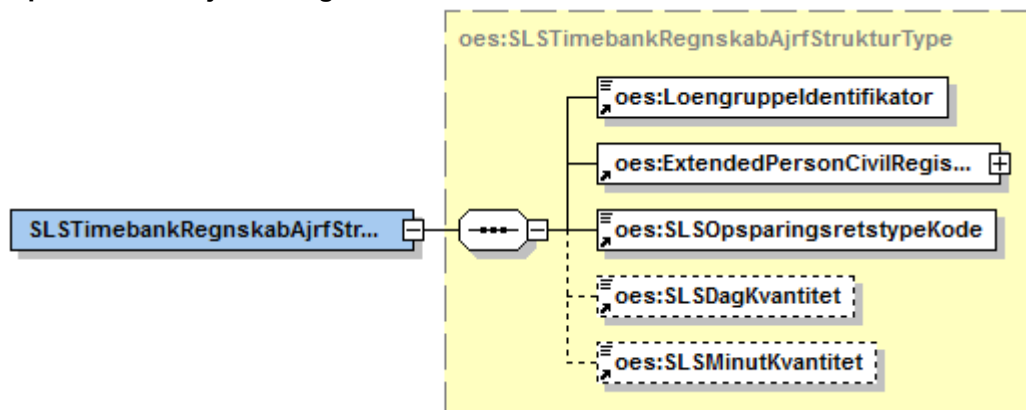 oes:SLSTimebankRegnskabAjrfStrukturType
oes:LoengruppeIdentifikator
oes:ExtendedPersonCivilRegis...
SLSTimebankRegnskabAjrfStr...
oes:SLSOpsparingsretstypeKode
oes:SLSDagKvantitet
oes:SLSMinutKvantitet